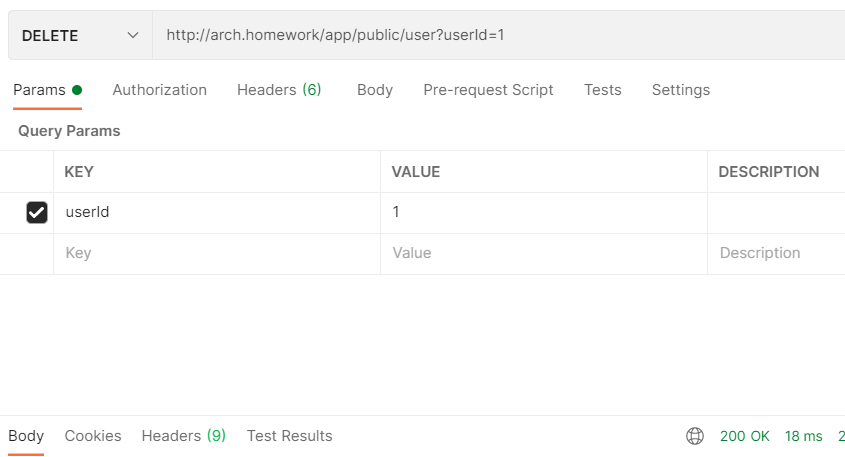 DELETE http://arch.homework/app/public/user?userId=1
Params Authorization Headers (6) Body Pre-request Script Tests Settings
Query Params
KEY VALUE DESCRIPTION
userId 1
Key Value Description
Body Cookies Headers (9) Test Results 200 OK 18 ms 2